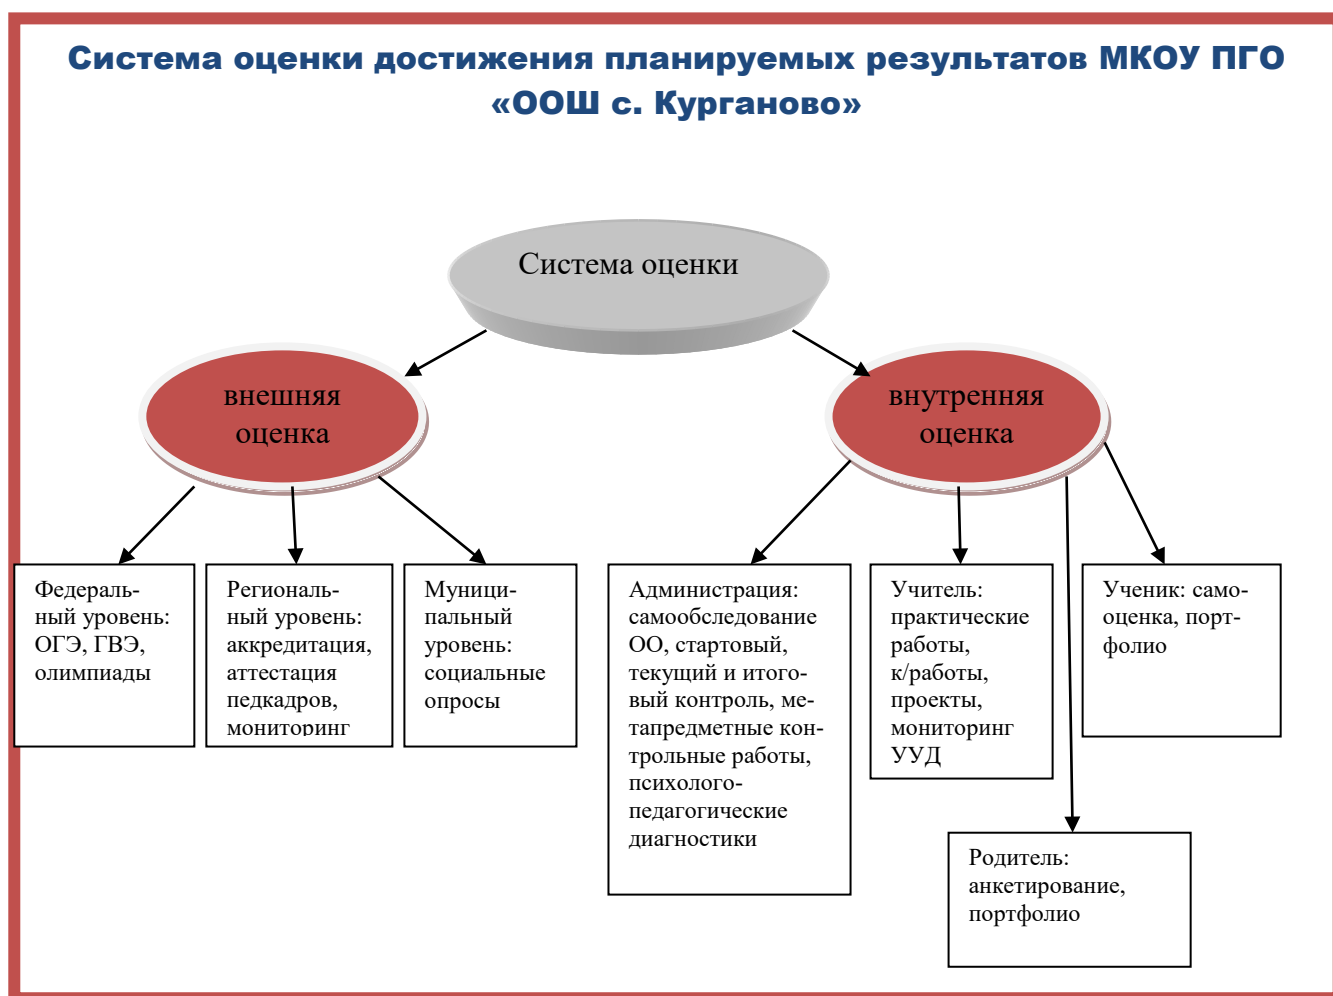 Система оценки достижения планируемых результатов МКОУ ПГО
«ООШ с. Курганово»
Система оценки
внешняя
оценка
внутренняя
оценка
Федераль-
ный уровень:
ОГЭ, ГВЭ,
олимпиады
Региональ-
ный уровень:
аккредитация,
аттестация
педкадров,
мониторинг
Муници-
пальный
уровень:
социальные
опросы
Администрация:
самообследование
ОО, стартовый,
текущий и итого-
вый контроль, ме-
тапредметные кон-
трольные работы,
психолого-
педагогические
диагностики
Учитель:
практические
работы,
к/работы,
проекты,
мониторинг
УУД
Ученик: само-
оценка, порт-
фолио
Родитель:
анкетирование,
портфолио